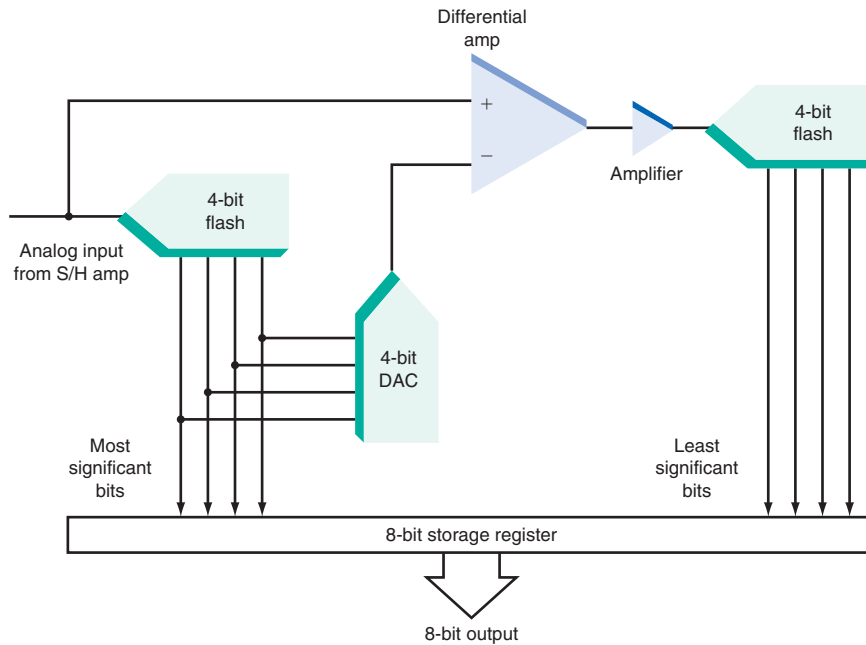 Differential
amp
+
−
4-bit
flash
Amplifier
4-bit
flash
Analog input
from S/H amp
4-bit
DAC
Most
significant
bits
Least
significant
bits
8-bit storage register
8-bit output